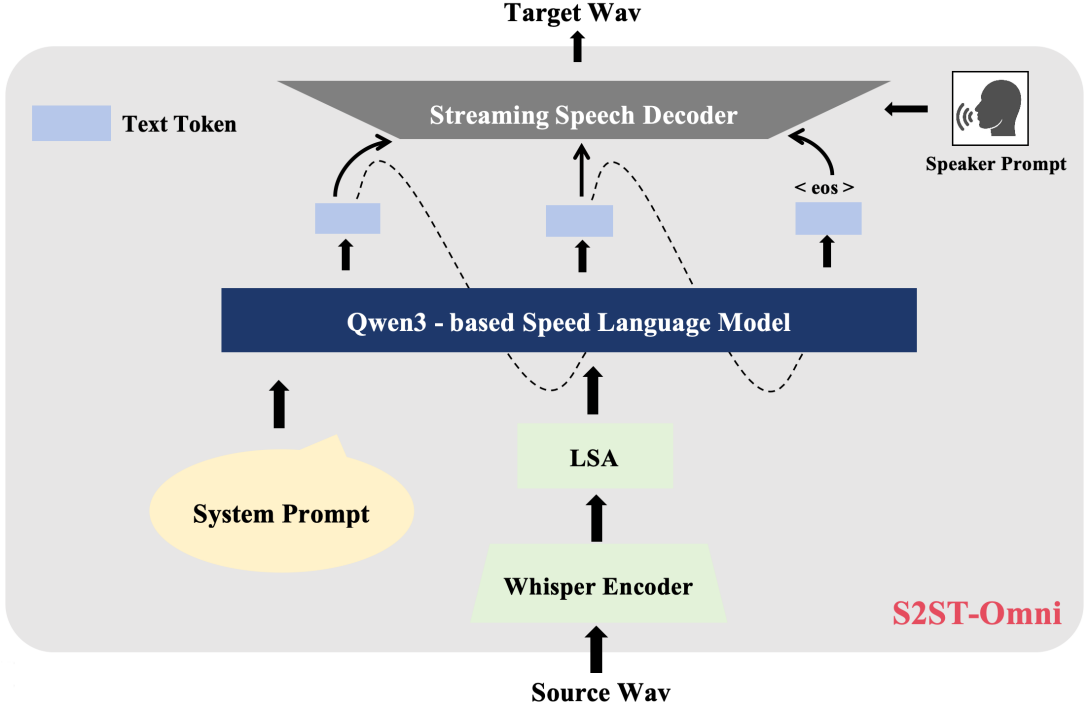 Target Wav
Streaming Speech Decoder
Text Token
Speaker Prompt
< eos >
Qwen3 - based Speed Language Model
LSA
System Prompt
Whisper Encoder
S2ST-Omni
Source Wav